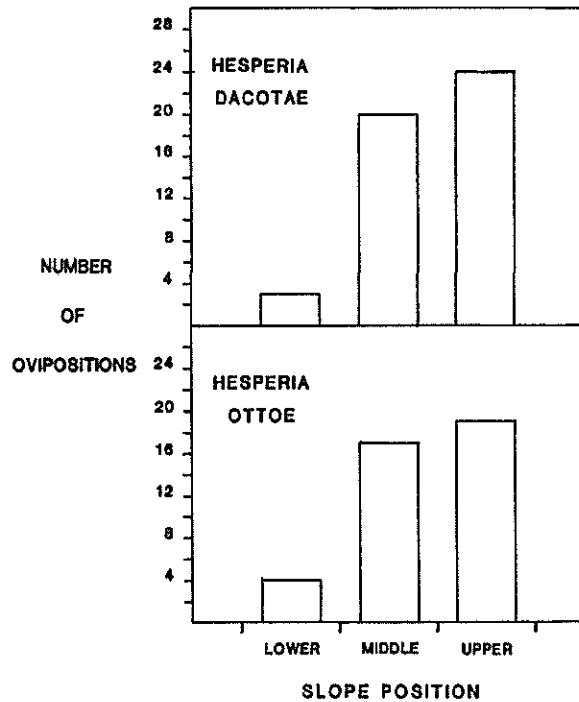 28
24
20
16
12
8
4
HESPERIA
DACOTAE
NUMBER
OF
OVIPOSITIONS
24
20
16
12
8
4
HESPERIA
OTTOE
LOWER MIDDLE UPPER
SLOPE POSITION